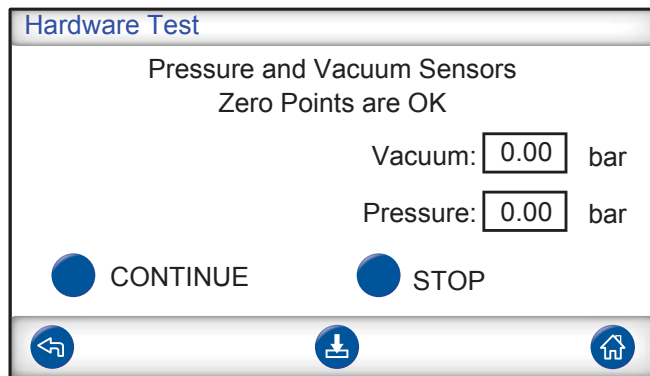 Hardware Test
Pressure and Vacuum Sensors
Zero Points are OK
Vacuum: 0.00 bar
Pressure: 0.00 bar
CONTINUE STOP